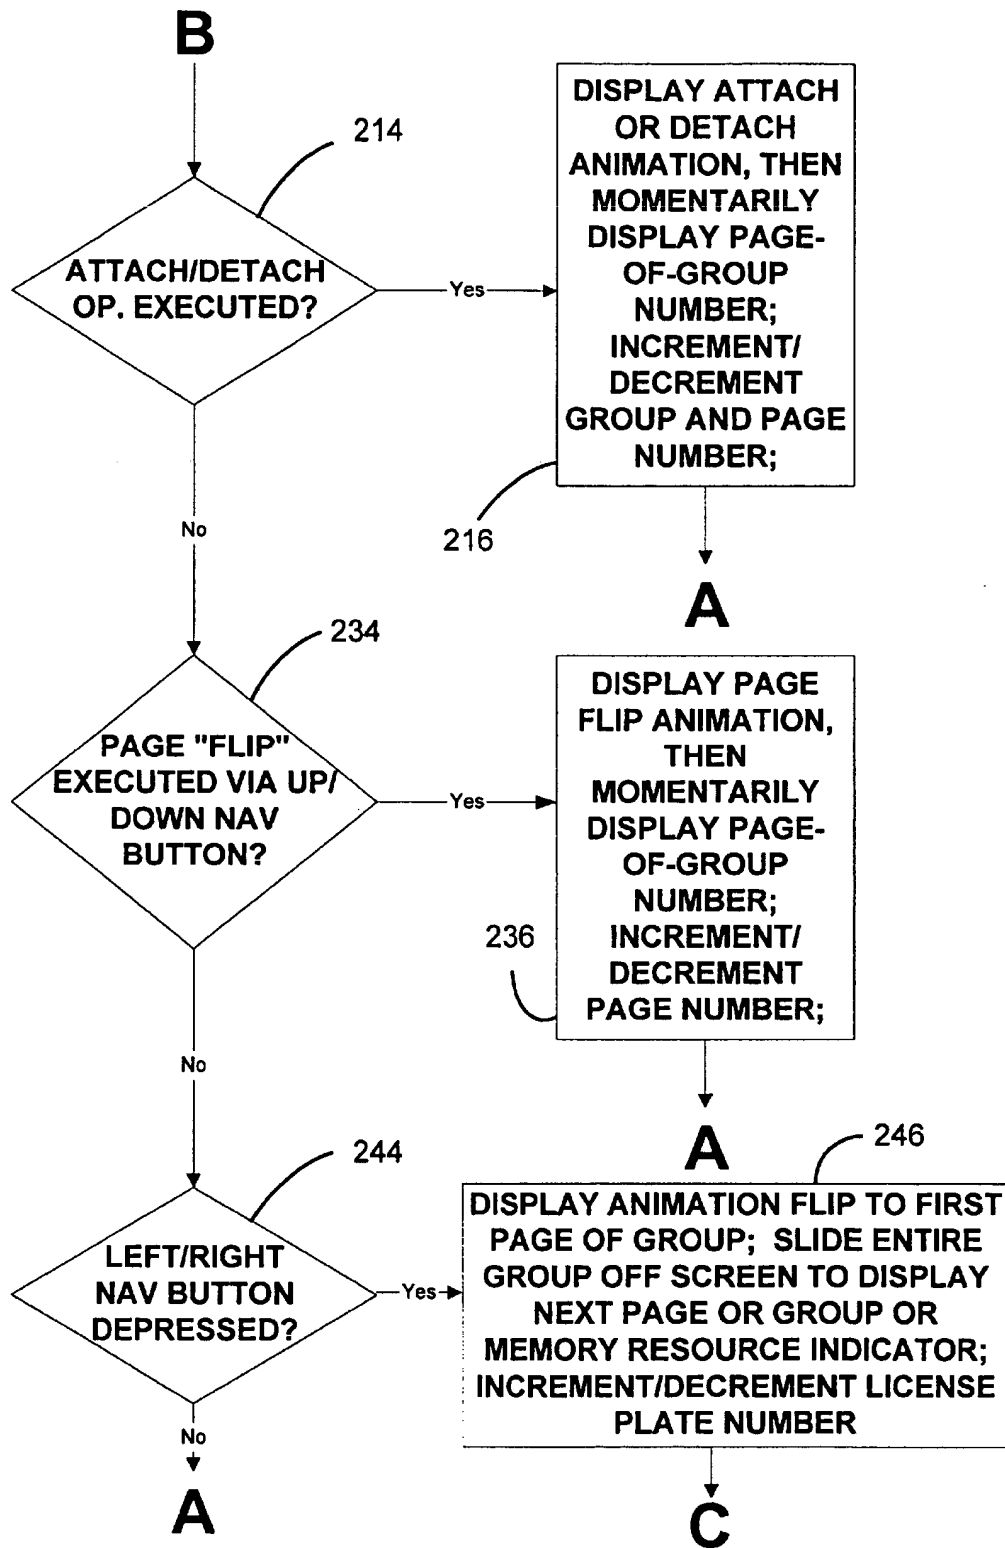 B
214
ATTACH/DETACH
OP. EXECUTED?
Yes
DISPLAY ATTACH
OR DETACH
ANIMATION, THEN
MOMENTARILY
DISPLAY PAGE-
OF-GROUP
NUMBER;
INCREMENT/
DECREMENT
GROUP AND PAGE
NUMBER;
216
A
No
234
PAGE "FLIP"
EXECUTED VIA UP/
DOWN NAV
BUTTON?
Yes
DISPLAY PAGE
FLIP ANIMATION,
THEN
MOMENTARILY
DISPLAY PAGE-
OF-GROUP
NUMBER;
INCREMENT/
DECREMENT
PAGE NUMBER;
236
A
No
244
LEFT/RIGHT
NAV BUTTON
DEPRESSED?
Yes
246
DISPLAY ANIMATION FLIP TO FIRST
PAGE OF GROUP; SLIDE ENTIRE
GROUP OFF SCREEN TO DISPLAY
NEXT PAGE OR GROUP OR
MEMORY RESOURCE INDICATOR;
INCREMENT/DECREMENT LICENSE
PLATE NUMBER
No
A
C